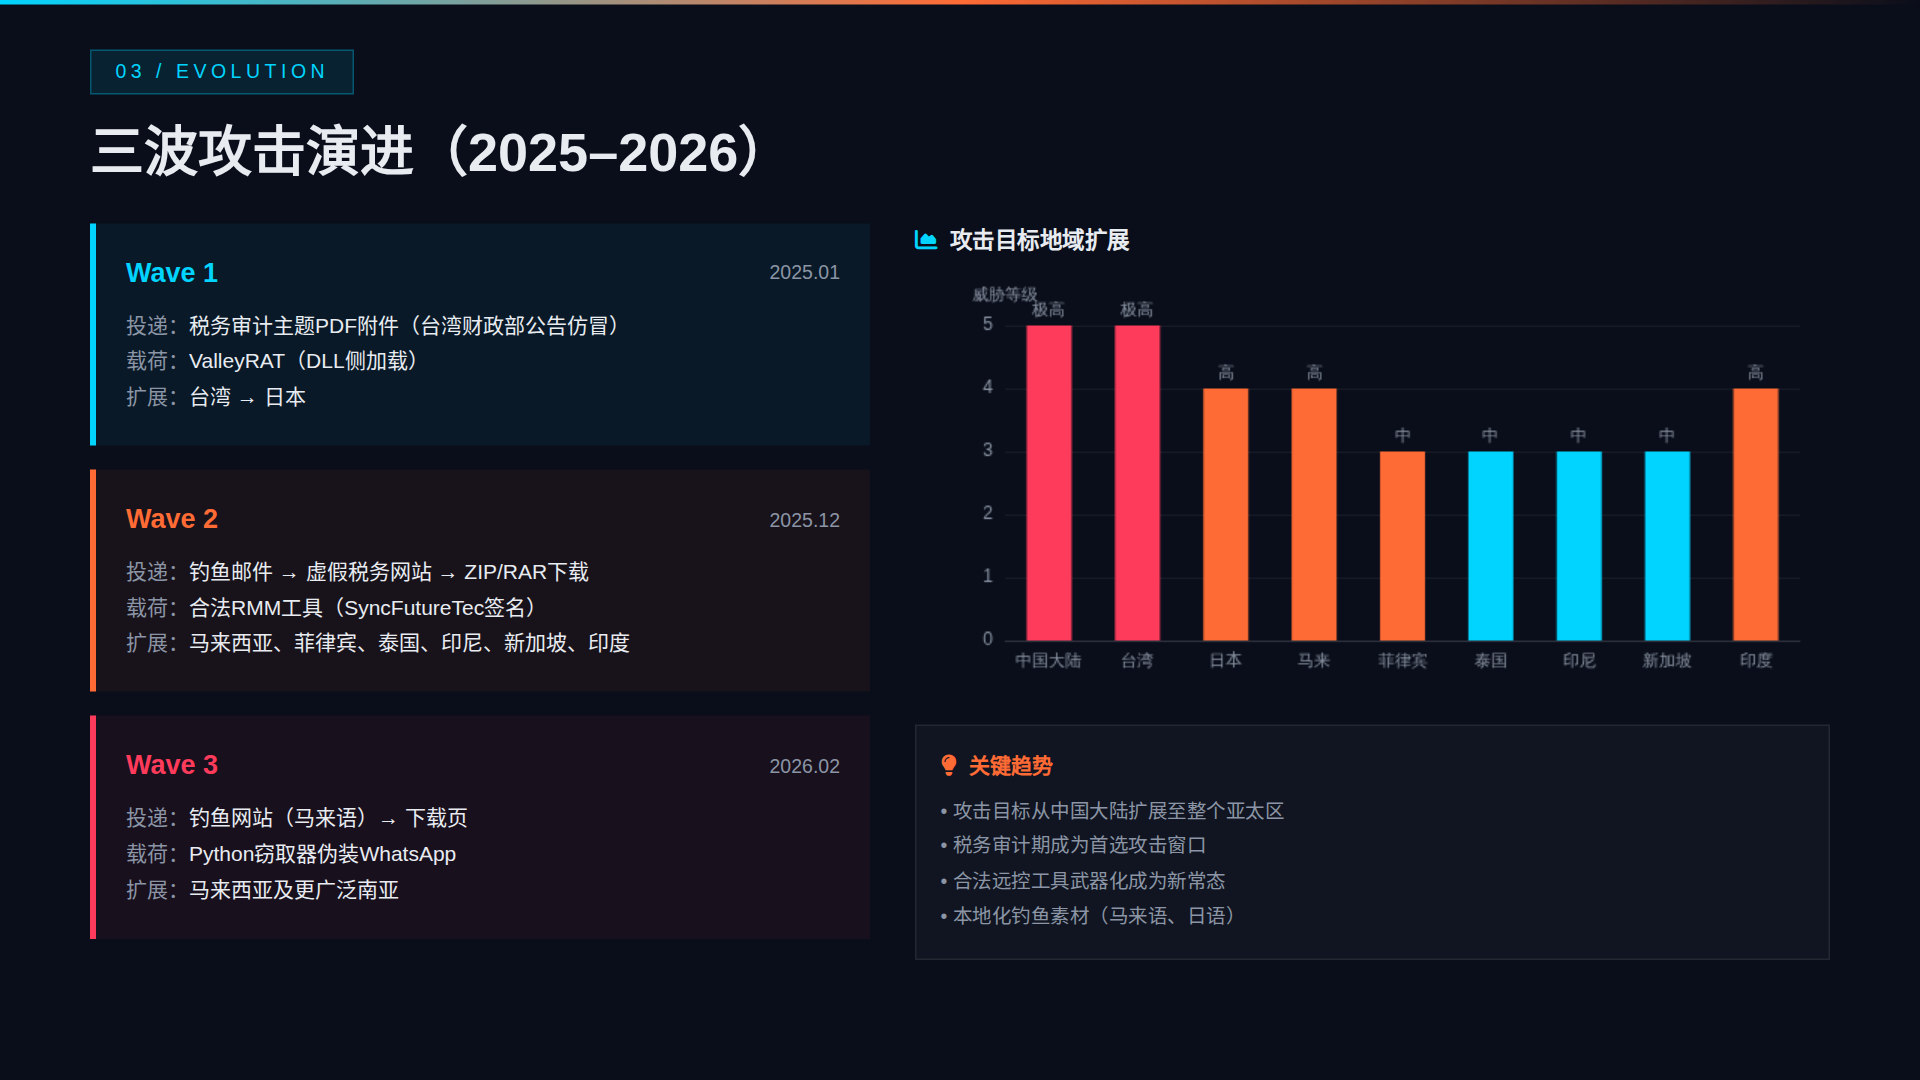 03 / EVOLUTION
三波攻击演进（2025–2026）
Wave 1
2025.01
投递：税务审计主题PDF附件（台湾财政部公告仿冒）
载荷：ValleyRAT（DLL侧加载）
扩展：台湾 → 日本
Wave 2
2025.12
投递：钓鱼邮件 → 虚假税务网站 → ZIP/RAR下载
载荷：合法RMM工具（SyncFutureTec签名）
扩展：马来西亚、菲律宾、泰国、印尼、新加坡、印度
Wave 3
2026.02
投递：钓鱼网站（马来语）→ 下载页
载荷：Python窃取器伪装WhatsApp
扩展：马来西亚及更广泛南亚
攻击目标地域扩展
威胁等级
极高 极高
5
高 高 高
4
中 中 中 中
3
2
1
0
中国大陆 台湾 日本 马来 菲律宾 泰国 印尼 新加坡 印度
关键趋势
• 攻击目标从中国大陆扩展至整个亚太区
• 税务审计期成为首选攻击窗口
• 合法远控工具武器化成为新常态
• 本地化钓鱼素材（马来语、日语）